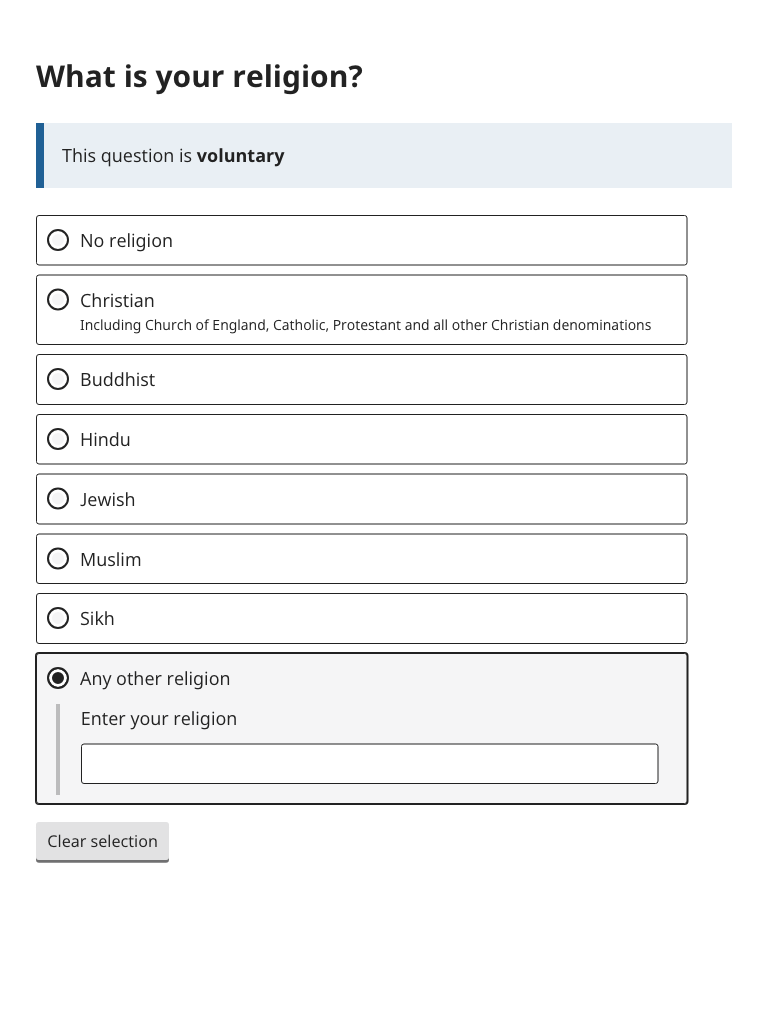 What is your religion?
This question is voluntary
No religion
Christian
Including Church of England, Catholic, Protestant and all other Christian denominations
Buddhist
Hindu
Jewish
Muslim
Sikh
Any other religion
Enter your religion
Clear selection